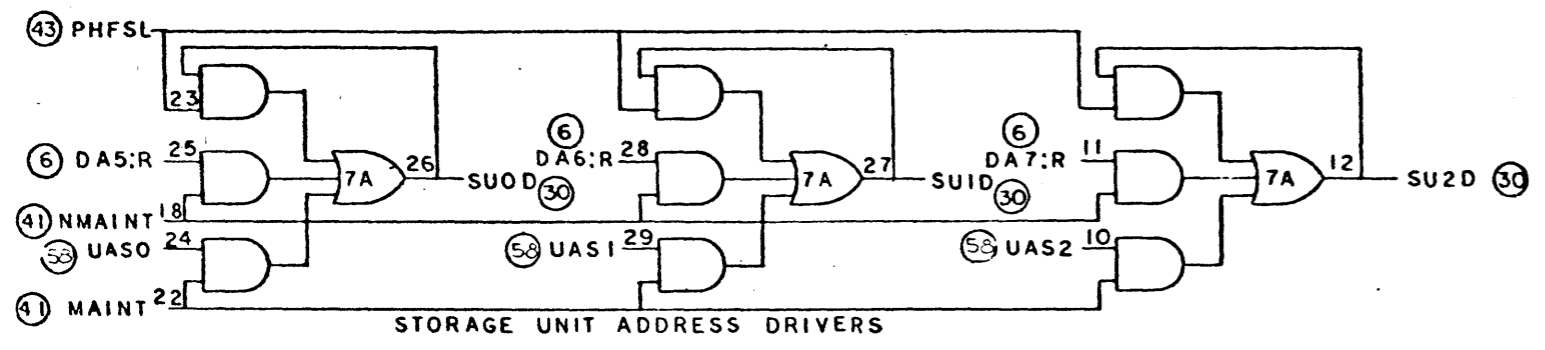 43 PHFSL
23
6 DA5:R 25
7A
26
SU0D 30
41 NMAINT 18
58 UAS0 24
41 MAINT 22
6
DA6:R 28
7A
27
SU1D
30
58 UAS1 29
6
DA7:R 11
7A
12
SU2D 30
58 UAS2 10
STORAGE UNIT ADDRESS DRIVERS